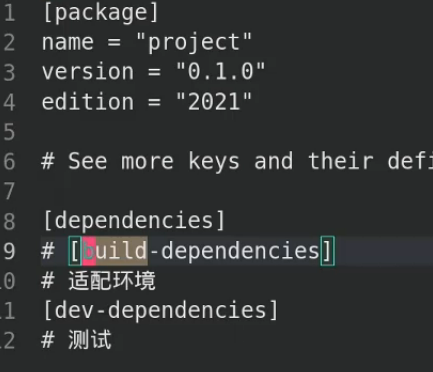 1 [package]
2 name = "project"
3 version = "0.1.0"
4 edition = "2021"
5
6 # See more keys and their defi
7
8 [dependencies]
9 # [build-dependencies]
10 # 适配环境
11 [dev-dependencies]
12 # 测试